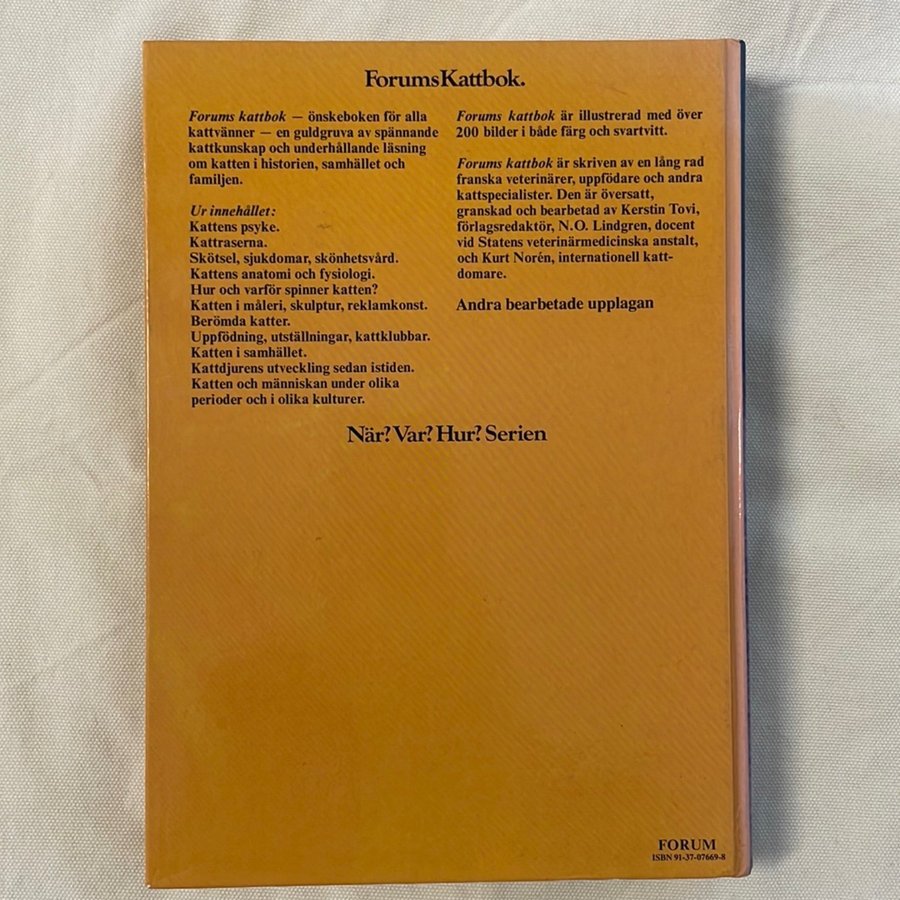 Forums Kattbok.
Forums kattbok — önskeboken för alla
kattvänner — en guldgruva av spännande
kattkunskap och underhållande läsning
om katten i historien, samhället och
familjen.
Ur innehållet:
Kattens psyke.
Kattraserna.
Skötsel, sjukdomar, skönhetsvård.
Kattens anatomi och fysiologi.
Hur och varför spinner katten?
Katten i måleri, skulptur, reklamkonst.
Berömda katter.
Uppfödning, utställningar, kattklubbar.
Katten i samhället.
Kattdjurens utveckling sedan istiden.
Katten och människan under olika
perioder och i olika kulturer.
Forums kattbok är illustrerad med över
200 bilder i både färg och svartvitt.
Forums kattbok är skriven av en lång rad
franska veterinärer, uppfödare och andra
kattspecialister. Den är översatt,
granskad och bearbetad av Kerstin Tovi,
förlagsredaktör, N.O. Lindgren, docent
vid Statens veterinärmedicinska anstalt,
och Kurt Norén, internationell katt-
domare.
Andra bearbetade upplagan
När? Var? Hur? Serien
FORUM
ISBN 91-37-07669-8